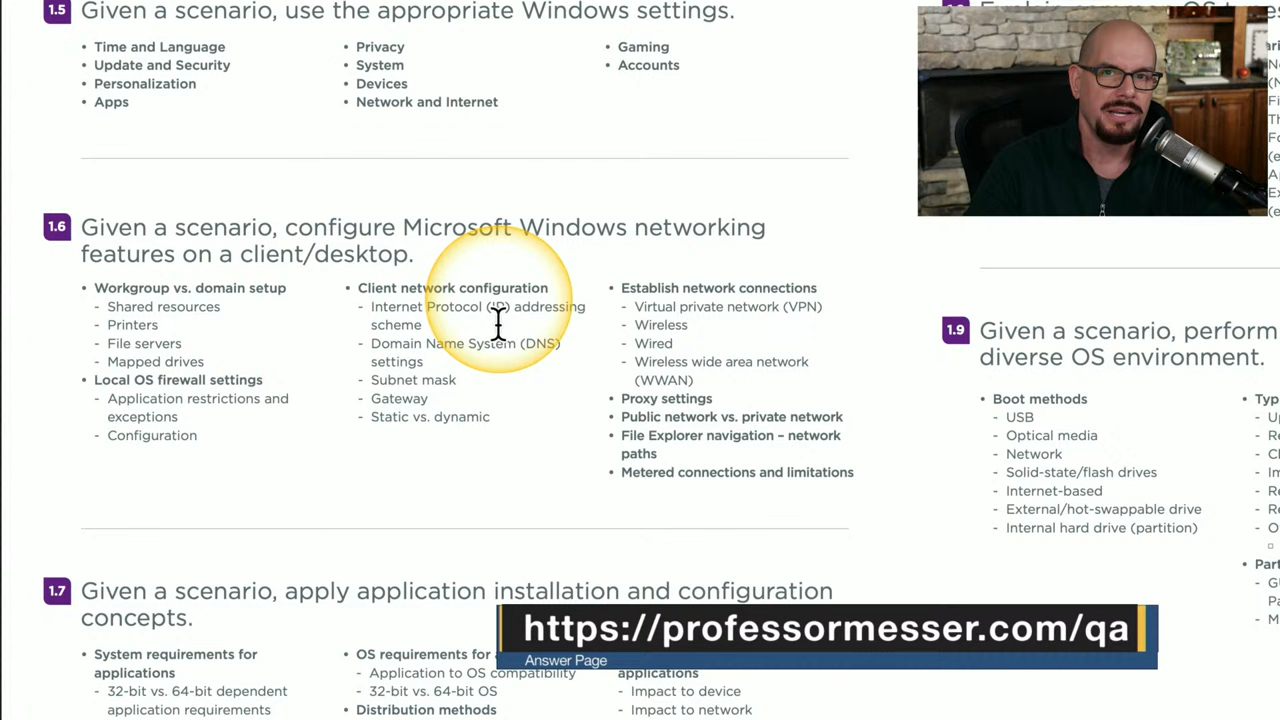 1.5 Given a scenario, use the appropriate Windows settings.
• Time and Language
• Update and Security
• Personalization
• Apps
• Privacy
• System
• Devices
• Network and Internet
• Gaming
• Accounts
1.6 Given a scenario, configure Microsoft Windows networking
features on a client/desktop.
• Workgroup vs. domain setup
- Shared resources
- Printers
- File servers
- Mapped drives
• Local OS firewall settings
- Application restrictions and
exceptions
- Configuration
• Client network configuration
- Internet Protocol (IP) addressing
scheme
- Domain Name System (DNS)
settings
- Subnet mask
- Gateway
- Static vs. dynamic
• Establish network connections
- Virtual private network (VPN)
- Wireless
- Wired
- Wireless wide area network
(WWAN)
• Proxy settings
• Public network vs. private network
• File Explorer navigation – network
paths
• Metered connections and limitations
1.7 Given a scenario, apply application installation and configuration
concepts.
• System requirements for
applications
- 32-bit vs. 64-bit dependent
application requirements
• OS requirements for
- Application to OS compatibility
- 32-bit vs. 64-bit OS
• Distribution methods
applications
- Impact to device
- Impact to network
1.9 Given a scenario, perform
diverse OS environment.
• Boot methods
- USB
- Optical media
- Network
- Solid-state/flash drives
- Internet-based
- External/hot-swappable drive
- Internal hard drive (partition)
https://professormesser.com/qa
Answer Page